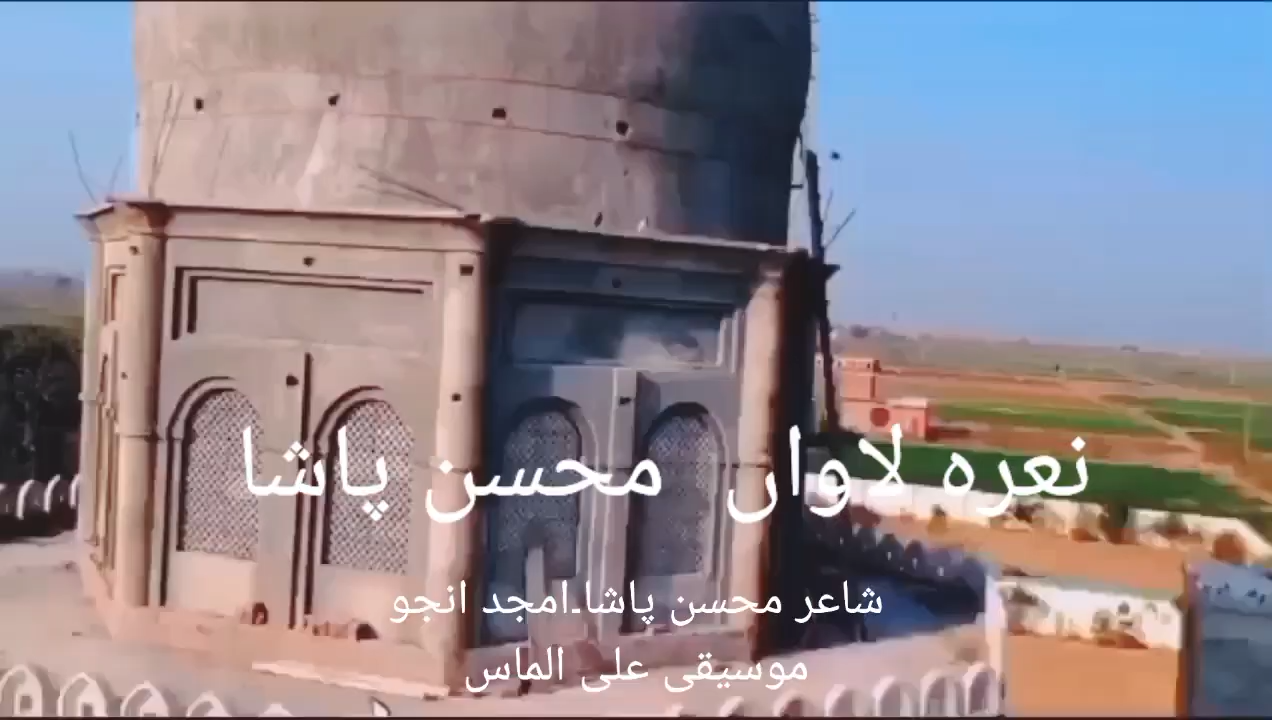 نعرہ لاواں محسن پاشا
شاعر محسن پاشا۔امجد انجو
موسیقی علی الماس